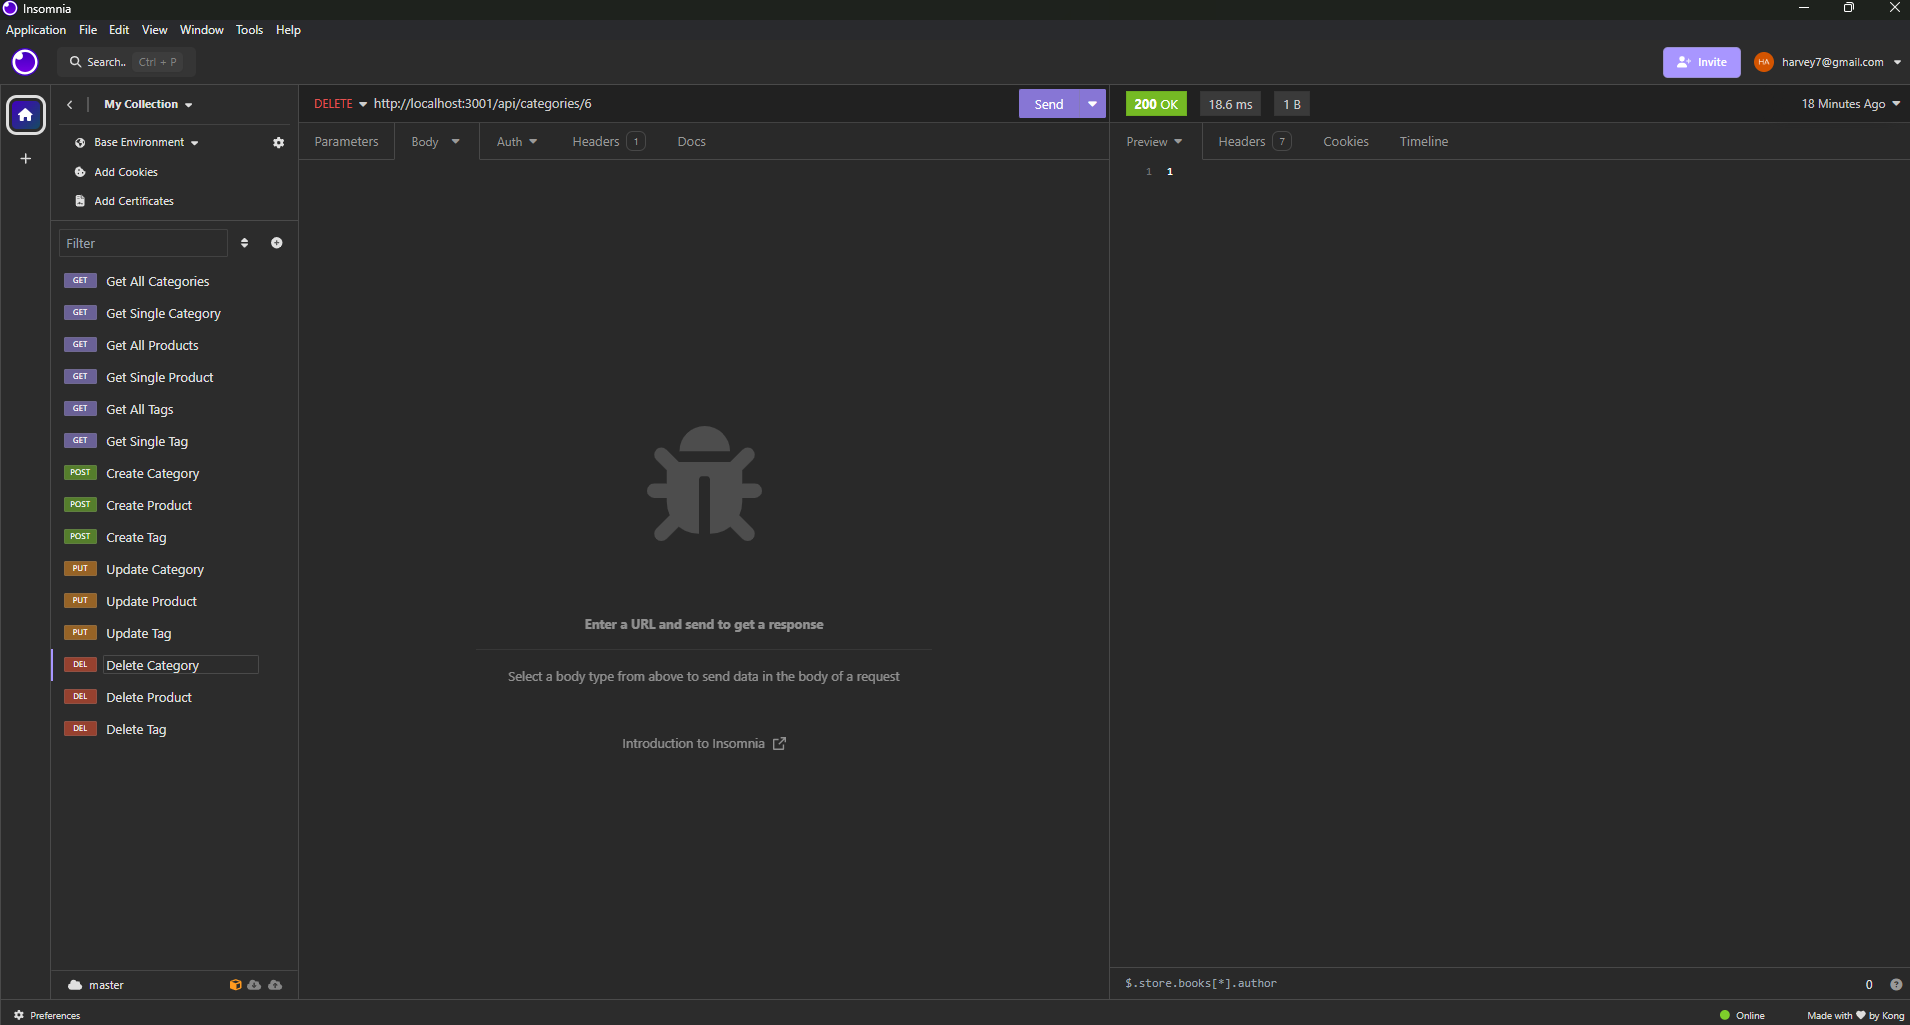 Insomnia
Application File Edit View Window Tools Help
Search.. Ctrl + P
Invite HA harvey7@gmail.com
My Collection
Base Environment
Add Cookies
Add Certificates
Filter
GET Get All Categories
GET Get Single Category
GET Get All Products
GET Get Single Product
GET Get All Tags
GET Get Single Tag
POST Create Category
POST Create Product
POST Create Tag
PUT Update Category
PUT Update Product
PUT Update Tag
DEL Delete Category
DEL Delete Product
DEL Delete Tag
master
DELETE http://localhost:3001/api/categories/6 Send
Parameters Body Auth Headers 1 Docs
Enter a URL and send to get a response
Select a body type from above to send data in the body of a request
Introduction to Insomnia
200 OK 18.6 ms 1 B 18 Minutes Ago
Preview Headers 7 Cookies Timeline
1 1
$.store.books[*].author 0 ?
Preferences Online Made with ❤ by Kong